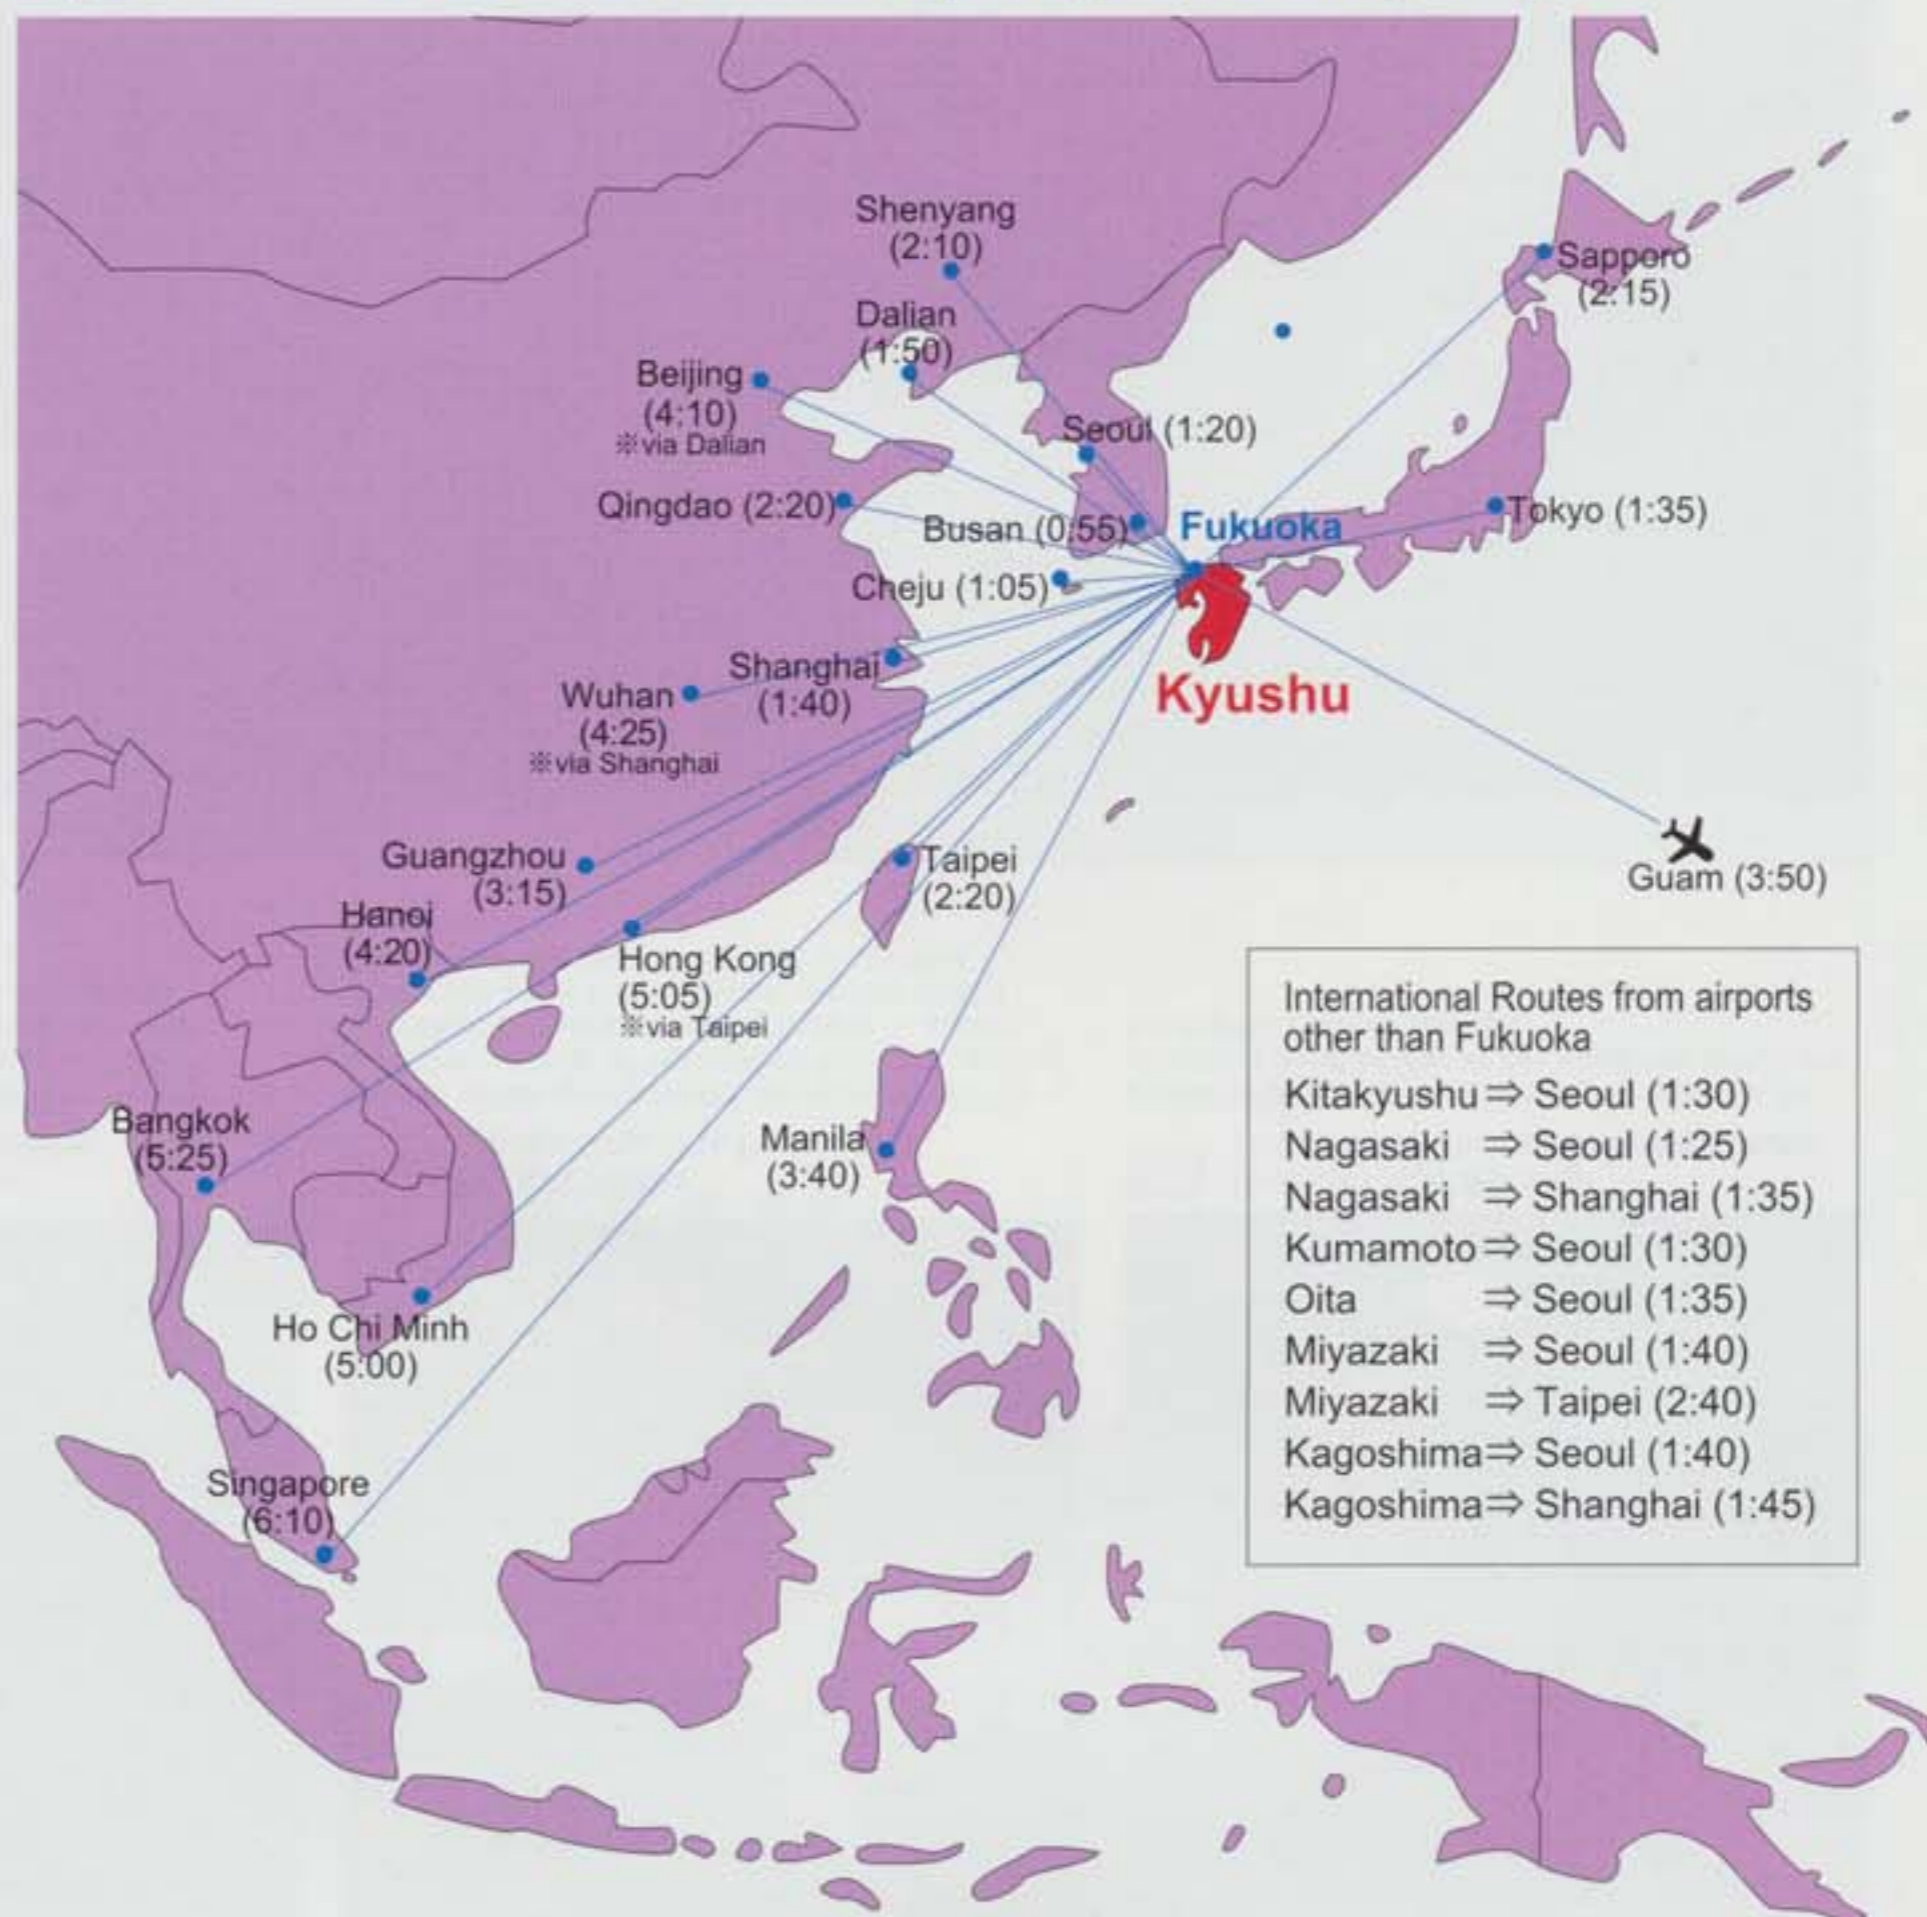 Shenyang
(2:10)
Sapporo
(2:15)
Dalian
(1:50)
Beijing
(4:10)
※via Dalian
Seoul (1:20)
Qingdao (2:20)
Busan (0:55)
Fukuoka
Tokyo (1:35)
Cheju (1:05)
Shanghai
(1:40)
Wuhan
(4:25)
※via Shanghai
Kyushu
Guangzhou
(3:15)
Taipei
(2:20)
Guam (3:50)
Hanoi
(4:20)
Hong Kong
(5:05)
※via Taipei
Bangkok
(5:25)
Manila
(3:40)
Ho Chi Minh
(5:00)
Singapore
(6:10)
International Routes from airports
other than Fukuoka
Kitakyushu ⇒ Seoul (1:30)
Nagasaki ⇒ Seoul (1:25)
Nagasaki ⇒ Shanghai (1:35)
Kumamoto ⇒ Seoul (1:30)
Oita ⇒ Seoul (1:35)
Miyazaki ⇒ Seoul (1:40)
Miyazaki ⇒ Taipei (2:40)
Kagoshima ⇒ Seoul (1:40)
Kagoshima ⇒ Shanghai (1:45)